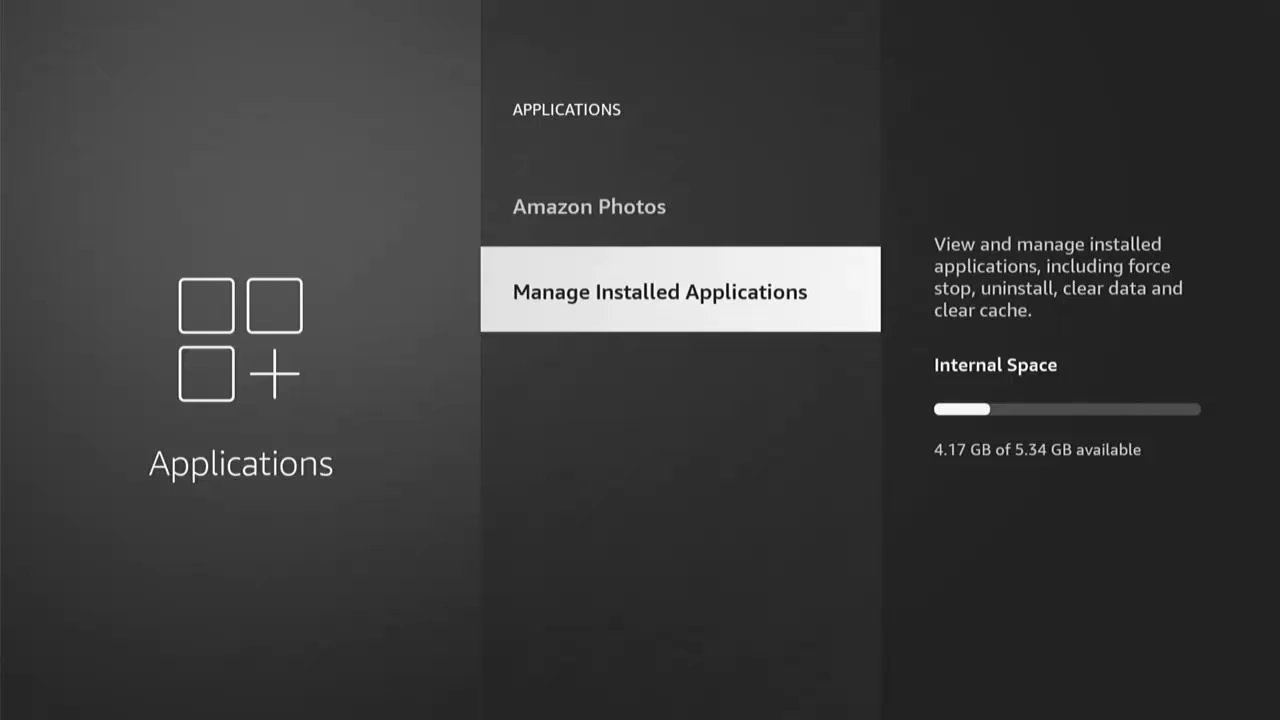 Applications
APPLICATIONS
Amazon Photos
Manage Installed Applications
View and manage installed
applications, including force
stop, uninstall, clear data and
clear cache.
Internal Space
4.17 GB of 5.34 GB available